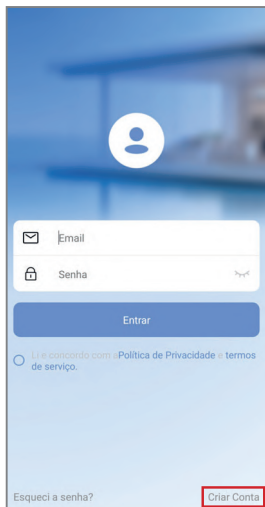 Email
Senha
Entrar
Li e concordo com a Política de Privacidade e termos
de serviço.
Esqueci a senha? Criar Conta